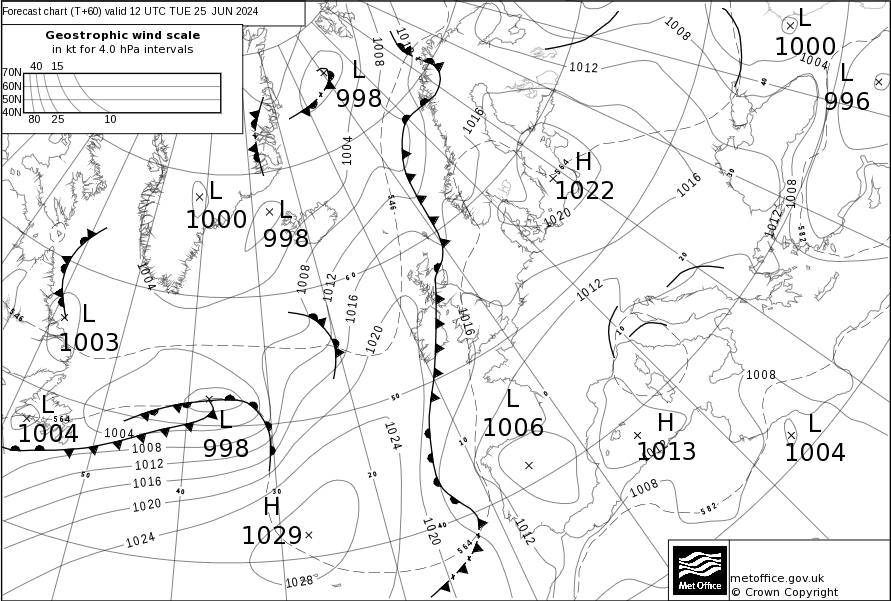 Forecast chart (T+60) valid 12 UTC TUE 25 JUN 2024
Geostrophic wind scale
in kt for 4.0 hPa intervals
40 15
70N
60N
50N
40N
80 25 10
L
998
L
1000
L
998
L
1003
L
1004
L
998
H
1029
H
1022
L
1000
L
996
L
1006
H
1013
L
1004
1008
1012
1008
1004
1016
1016
1020
1012
1008
1004
582
546
546
564
1004
1008
1012
1016
1020
60
1012
1016
1008
20
10
0
50
564
1004
1008
1012
1016
1020
1024
1024
1020
1012
1008
582
50
40
30
20
10
40
564
1028
40
30
metoffice.gov.uk
© Crown Copyright
Met Office